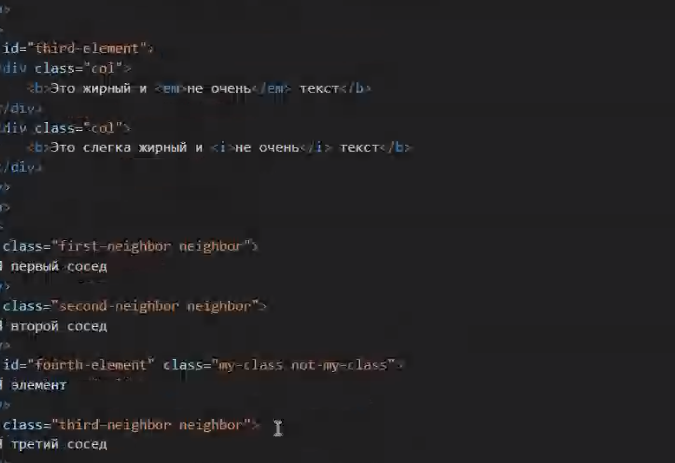 id="third-element">
div class="col">
<b>Это жирный и <em>не очень</em> текст</b>
</div>
div class="col">
<b>Это слегка жирный и <i>не очень</i> текст</b>
</div>
class="first-neighbor neighbor">
первый сосед
class="second-neighbor neighbor">
второй сосед
id="fourth-element" class="my-class not-my-class">
элемент
class="third-neighbor neighbor">
третий сосед